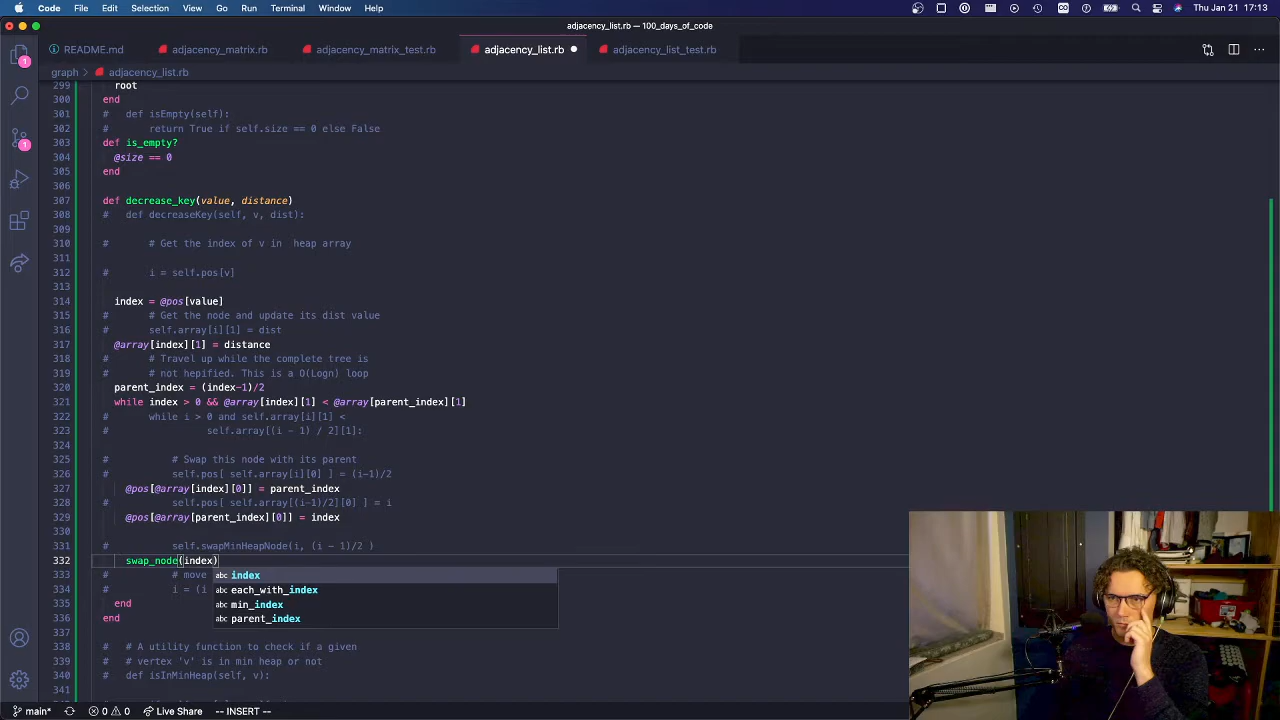 Code File Edit Selection View Go Run Terminal Window Help Thu Jan 21 17:13
adjacency_list.rb — 100_days_of_code
README.md adjacency_matrix.rb adjacency_matrix_test.rb adjacency_list.rb adjacency_list_test.rb
graph > adjacency_list.rb
299 root
300 end
301 # def isEmpty(self):
302 # return True if self.size == 0 else False
303 def is_empty?
304 @size == 0
305 end
306
307 def decrease_key(value, distance)
308 # def decreaseKey(self, v, dist):
309
310 # # Get the index of v in  heap array
311
312 # i = self.pos[v]
313
314 index = @pos[value]
315 # # Get the node and update its dist value
316 # self.array[i][1] = dist
317 @array[index][1] = distance
318 # # Travel up while the complete tree is
319 # # not hepified. This is a O(Logn) loop
320 parent_index = (index-1)/2
321 while index > 0 && @array[index][1] < @array[parent_index][1]
322 # while i > 0 and self.array[i][1] <
323 # self.array[(i - 1) / 2][1]:
324
325 # # Swap this node with its parent
326 # self.pos[ self.array[i][0] ] = (i-1)/2
327 @pos[@array[index][0]] = parent_index
328 # self.pos[ self.array[(i-1)/2][0] ] = i
329 @pos[@array[parent_index][0]] = index
330
331 # self.swapMinHeapNode(i, (i - 1)/2 )
332 swap_node(index)
333 # # move
abc index
334 # i = (i
abc each_with_index
335 end
abc min_index
336 end
abc parent_index
337
338 # # A utility function to check if a given
339 # # vertex 'v' is in min heap or not
340 # def isInMinHeap(self, v):
341
main* 0 0 Live Share -- INSERT --
1
1